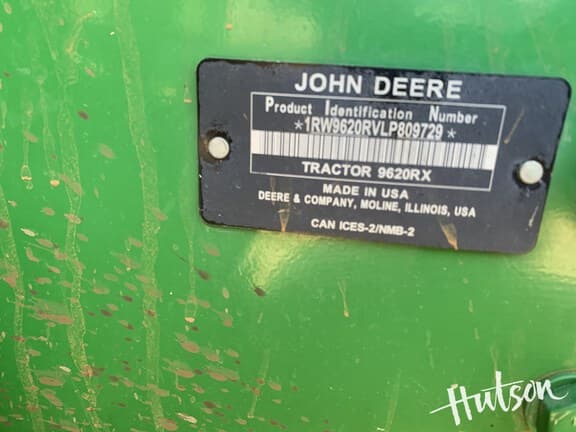 JOHN DEERE
Product Identification Number
*1RW9620RVLP809729*
TRACTOR 9620RX
MADE IN USA
DEERE & COMPANY, MOLINE, ILLINOIS, USA
CAN ICES-2/NMB-2
Hutson